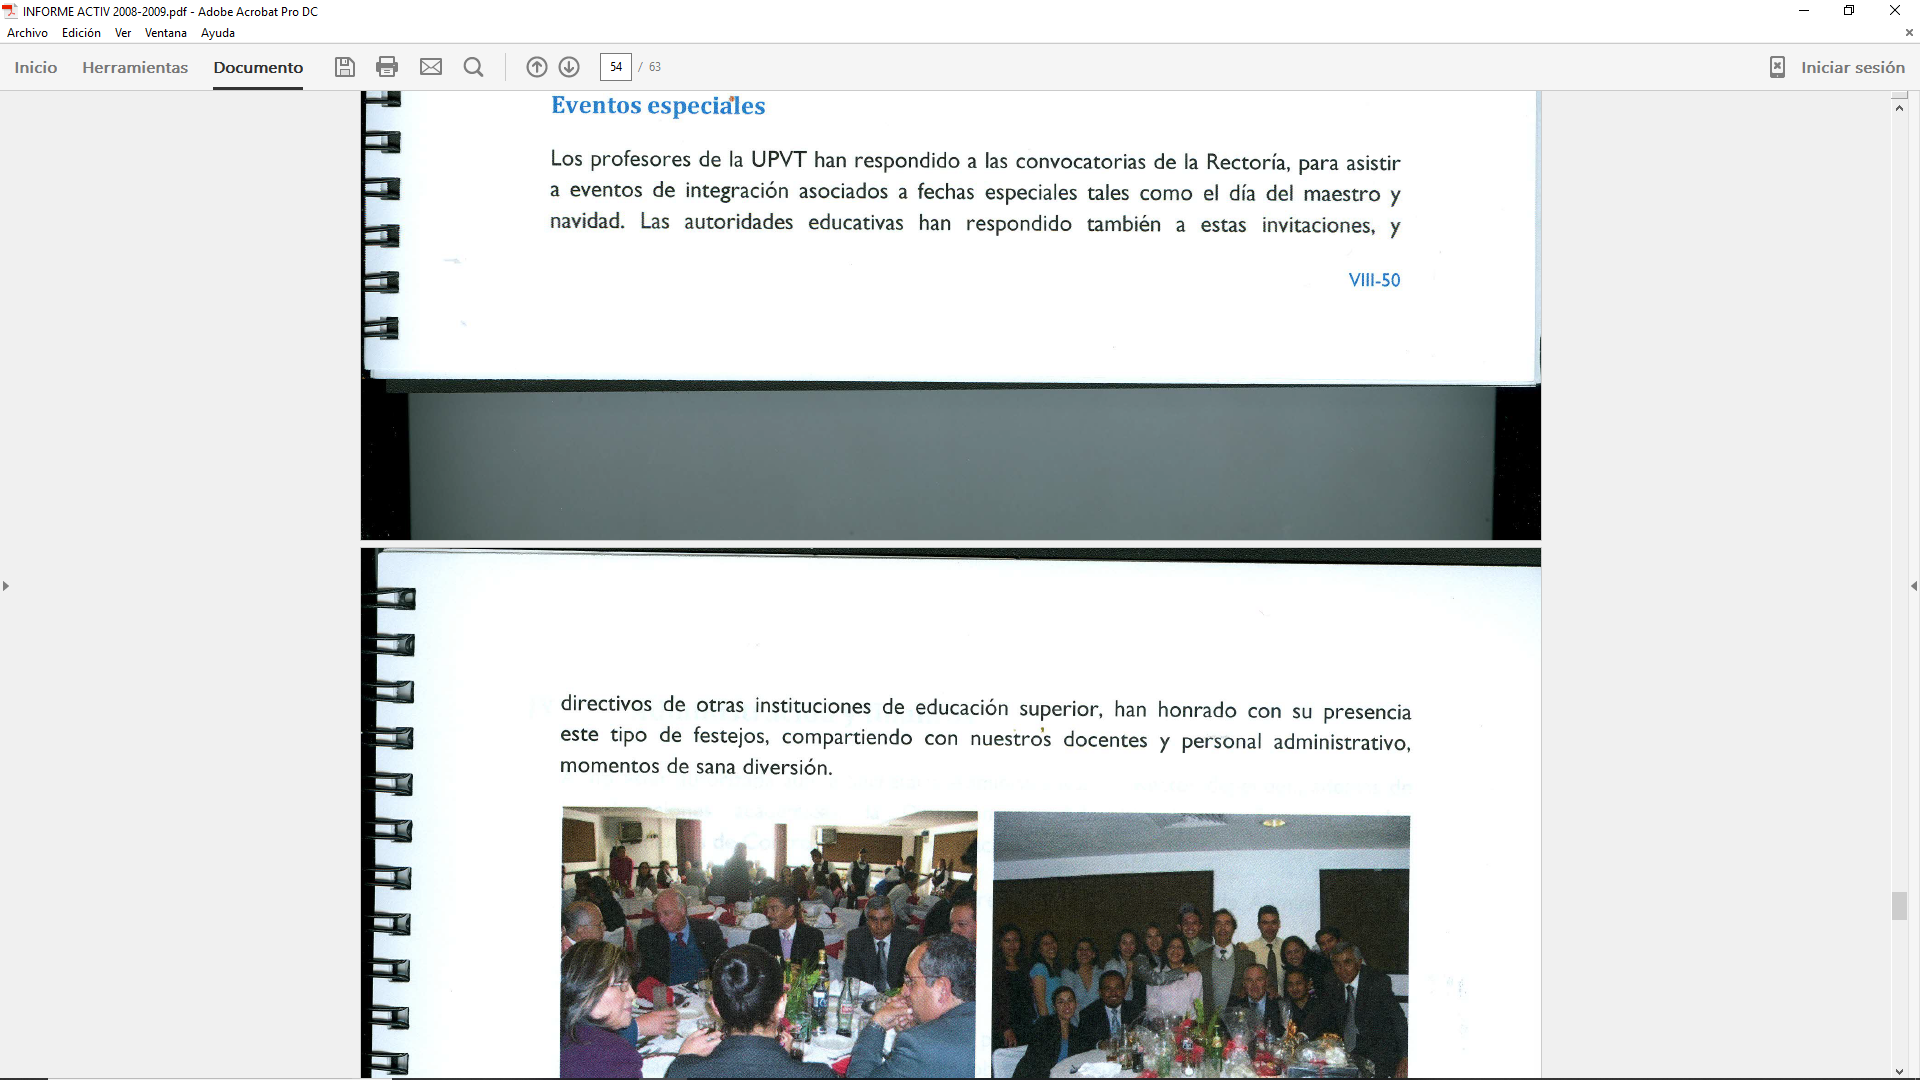 INFORME ACTIV 2008-2009.pdf - Adobe Acrobat Pro DC
Archivo Edición Ver Ventana Ayuda
Inicio Herramientas Documento 54 / 63 Iniciar sesión
Eventos especiales
Los profesores de la UPVT han respondido a las convocatorias de la Rectoría, para asistir
a eventos de integración asociados a fechas especiales tales como el día del maestro y
navidad. Las autoridades educativas han respondido también a estas invitaciones, y
VIII-50
directivos de otras instituciones de educación superior, han honrado con su presencia
este tipo de festejos, compartiendo con nuestros docentes y personal administrativo,
momentos de sana diversión.